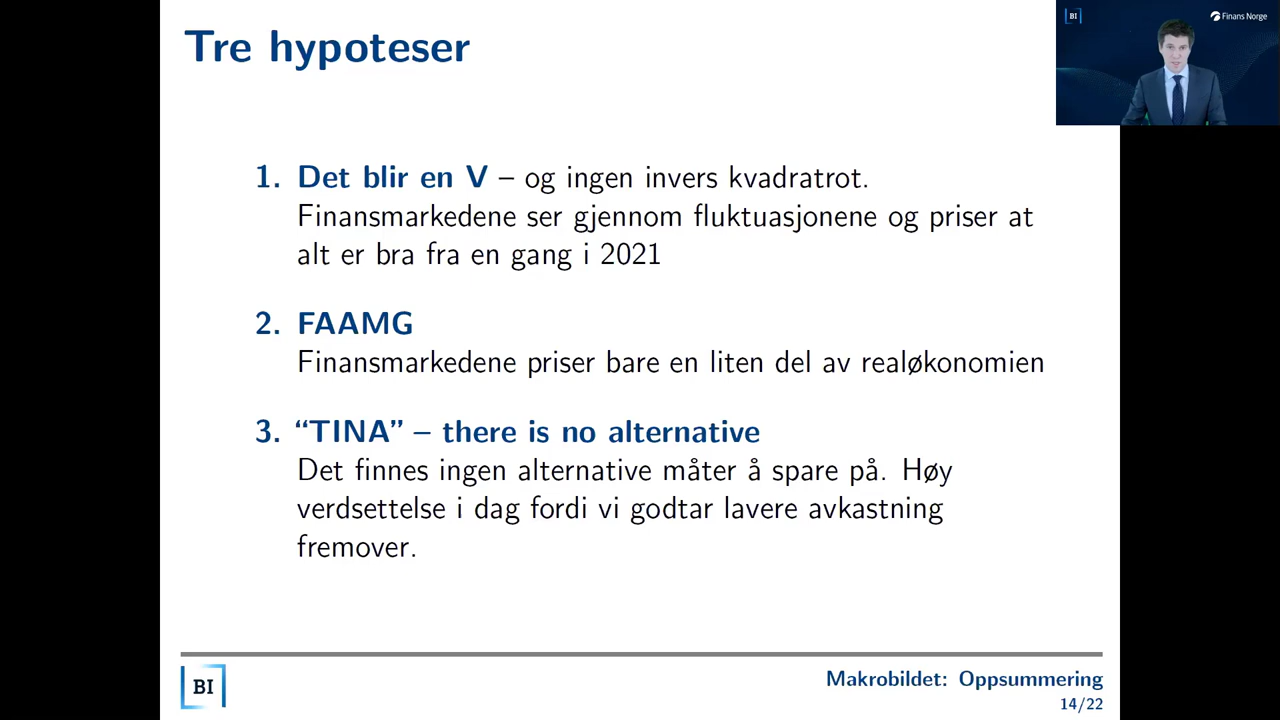 Tre hypoteser
BI
Finans Norge
1. Det blir en V – og ingen invers kvadratrot.
Finansmarkedene ser gjennom fluktuasjonene og priser at
alt er bra fra en gang i 2021
2. FAAMG
Finansmarkedene priser bare en liten del av realøkonomien
3. “TINA” – there is no alternative
Det finnes ingen alternative måter å spare på. Høy
verdsettelse i dag fordi vi godtar lavere avkastning
fremover.
BI
Makrobildet: Oppsummering
14/22